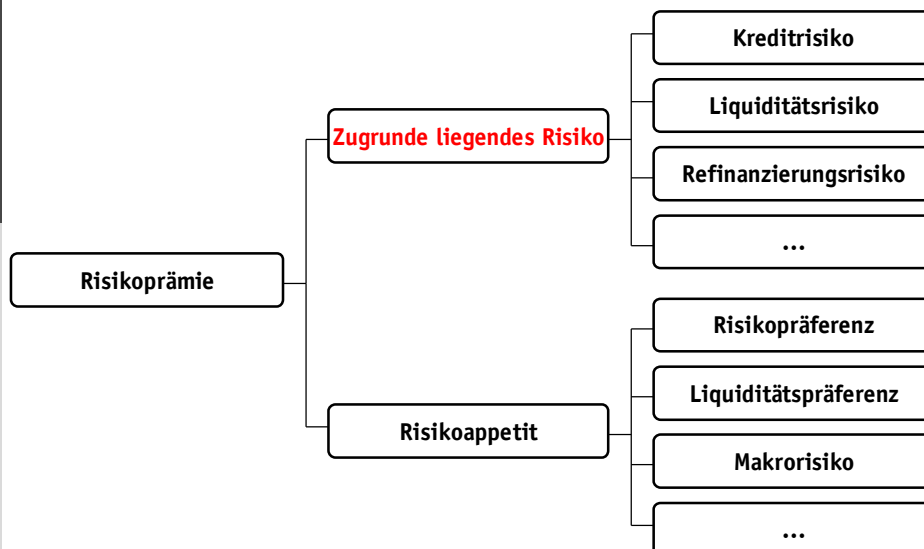 Kreditrisiko
Liquiditätsrisiko
Zugrunde liegendes Risiko
Refinanzierungsrisiko
...
Risikoprämie
Risikopräferenz
Liquiditätspräferenz
Risikoappetit
Makrorisiko
...